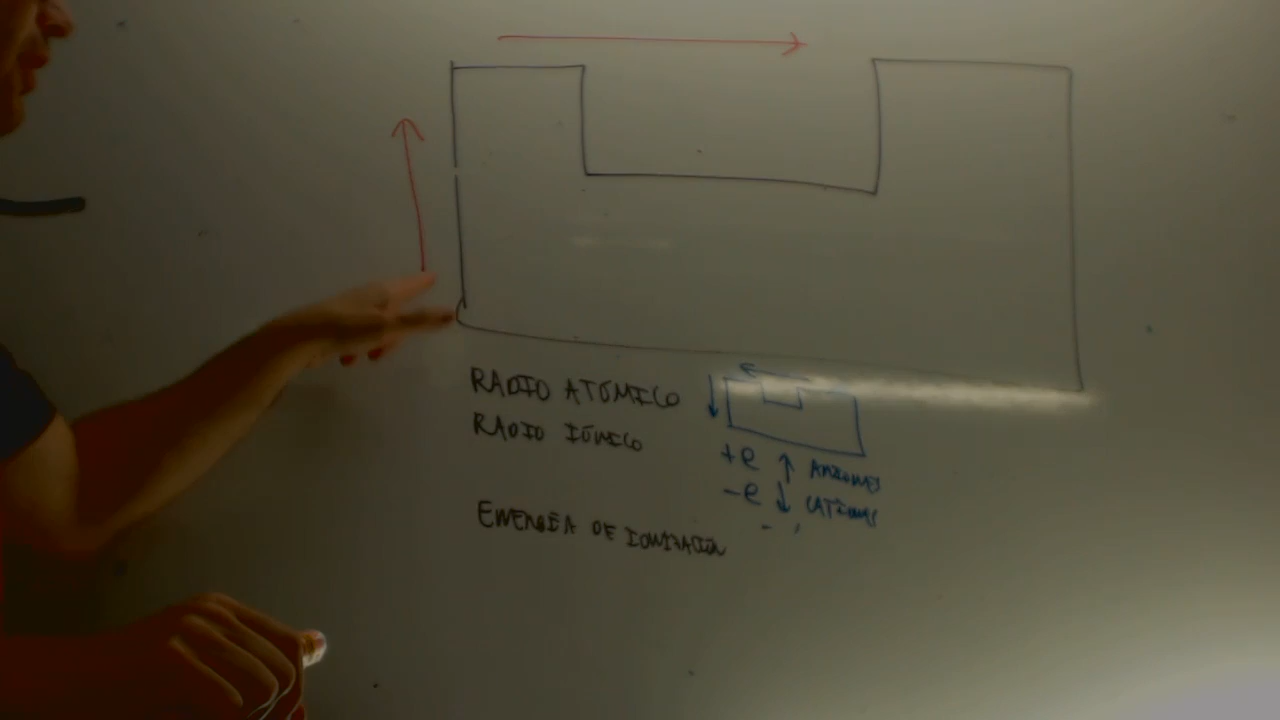 RADIO ATÓMICO
RADIO IÓNICO
+e ↑ ANIONES
-e ↓ CATIONES
ENERGÍA DE IONIZACIÓN